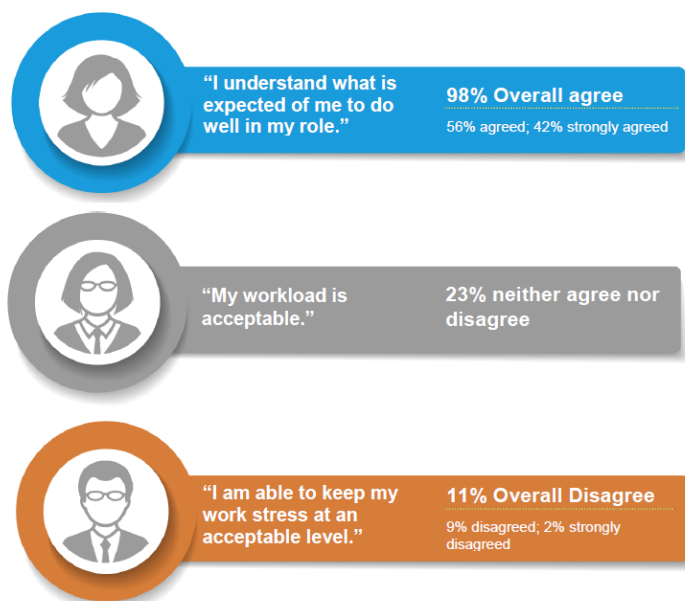 “I understand what is
expected of me to do
well in my role.”
98% Overall agree
56% agreed; 42% strongly agreed
“My workload is
acceptable.”
23% neither agree nor
disagree
“I am able to keep my
work stress at an
acceptable level.”
11% Overall Disagree
9% disagreed; 2% strongly
disagreed